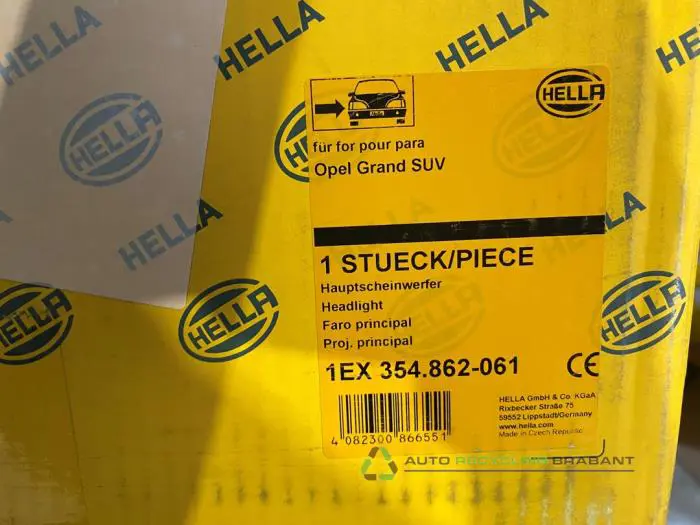 HELLA
HELLA
HELLA
HELLA
HELLA
HELLA
HELLA
HELLA
HELLA
für for pour para
Opel Grand SUV
1 STUECK/PIECE
Hauptscheinwerfer
Headlight
Faro principal
Proj. principal
1EX 354.862-061
CE
HELLA GmbH & Co. KGaA
Rixbecker Straße 75
59552 Lippstadt/Germany
www.hella.com
Made in Czech Republic
4 082300 866551
AUTO RECYCLING BRABANT